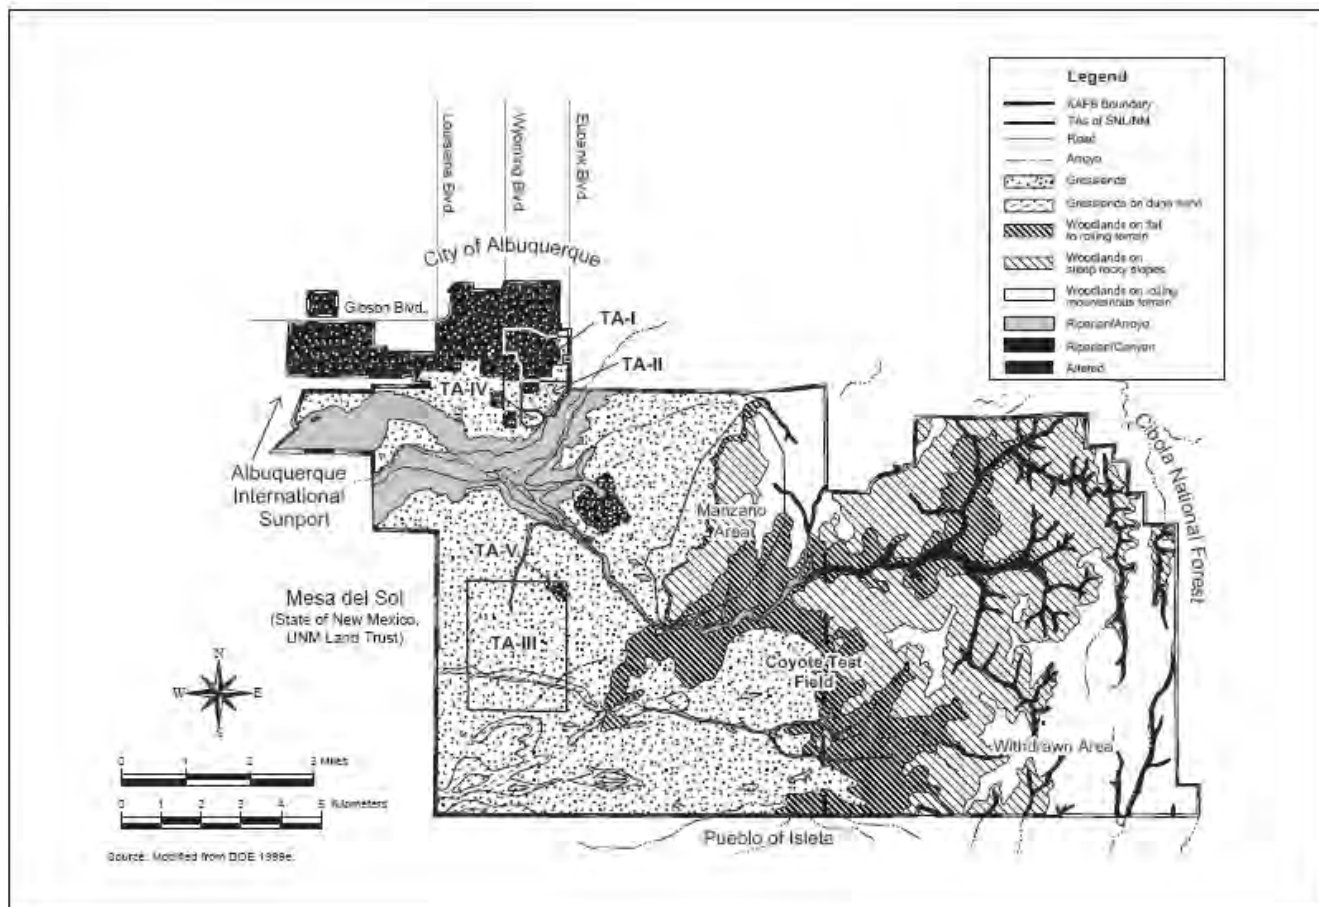 Legend
KAFB Boundary
TAs of SNL/NM
Road
Arroyo
Grasslands
Grasslands on
Woodlands on flat
to rolling terrain
Woodlands on
steep rocky slopes
Woodlands on rolling
mountainous terrain
Riparian/Arroyo
Riparian/Canyon
Altered
Louisiana Blvd.
Wyoming Blvd.
Eubank Blvd.
City of Albuquerque
Gibson Blvd.
TA-I
TA-II
TA-IV
Albuquerque
International
Sunport
Manzano
Area
Cibola National Forest
TA-V
Mesa del Sol
(State of New Mexico,
UNM Land Trust)
TA-III
Coyote Test
Field
Withdrawn Area
N
W
E
S
0 1 2 3 Miles
0 1 2 3 4 5 Kilometers
Pueblo of Isleta
Source: Modified from DOE 1999e.